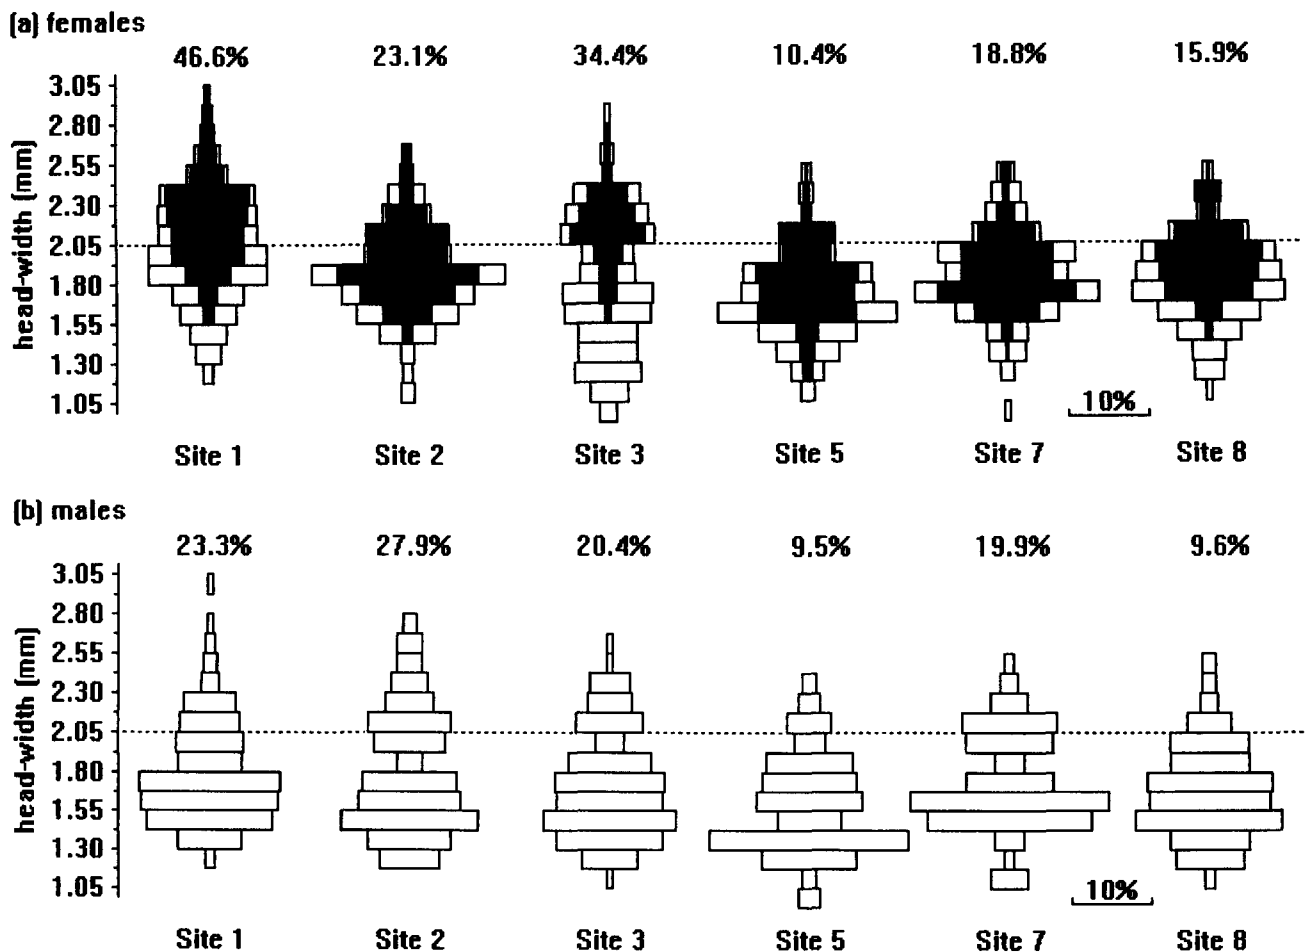 (a) females
46.6% 23.1% 34.4% 10.4% 18.8% 15.9%
3.05
2.80
2.55
2.30
2.05
1.80
1.55
1.30
1.05
head-width (mm)
10%
Site 1 Site 2 Site 3 Site 5 Site 7 Site 8
(b) males
23.3% 27.9% 20.4% 9.5% 19.9% 9.6%
3.05
2.80
2.55
2.30
2.05
1.80
1.55
1.30
1.05
head-width (mm)
10%
Site 1 Site 2 Site 3 Site 5 Site 7 Site 8